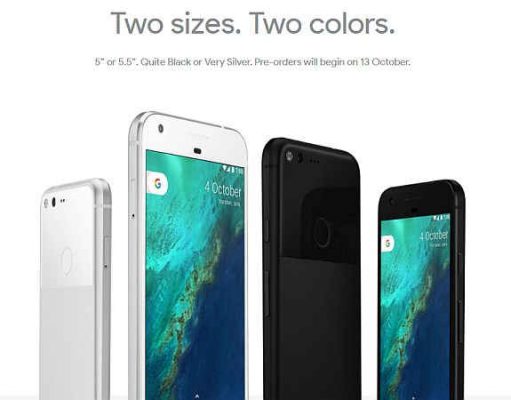 Two sizes. Two colors.
5" or 5.5". Quite Black or Very Silver. Pre-orders will begin on 13 October.
G
4 October
G
4 October